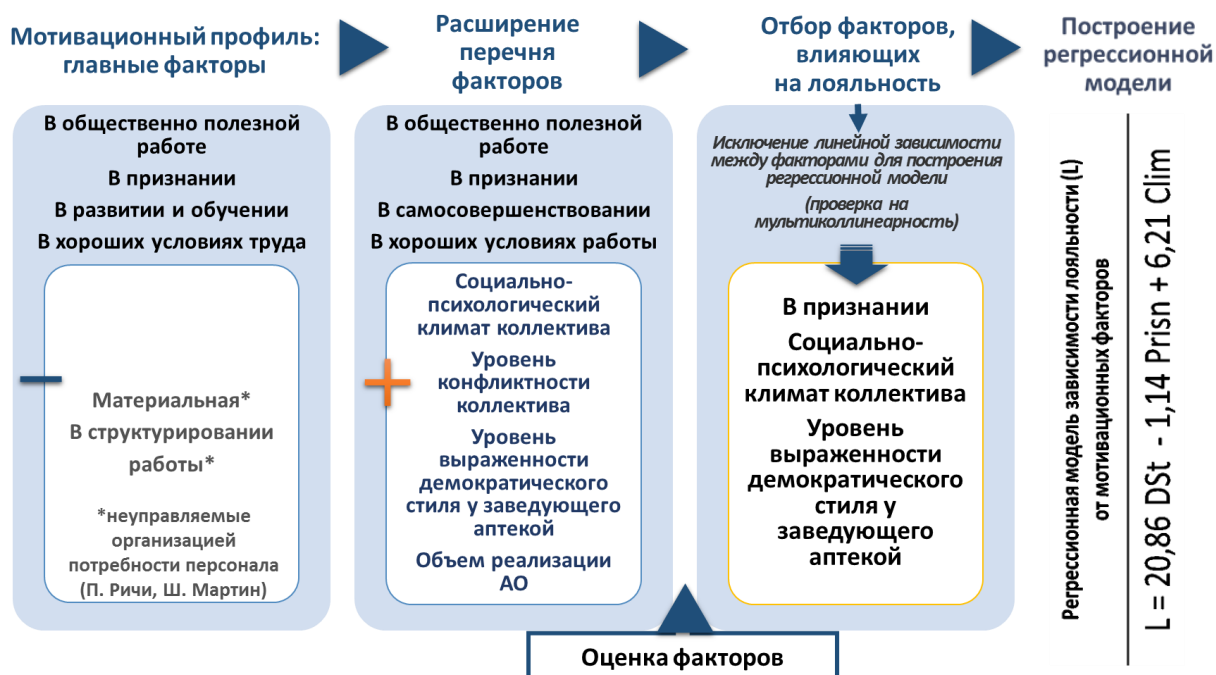 Мотивационный профиль:
главные факторы
Расширение
перечня
факторов
Отбор факторов,
влияющих
на лояльность
Построение
регрессионной
модели
В общественно полезной
работе
В признании
В развитии и обучении
В хороших условиях труда
Материальная*
В структурировании
работы*
*неуправляемые
организацией
потребности персонала
(П. Ричи, Ш. Мартин)
В общественно полезной
работе
В признании
В самосовершенствовании
В хороших условиях работы
Социально-
психологический
климат коллектива
Уровень
конфликтности
коллектива
Уровень
выраженности
демократического
стиля у заведующего
аптекой
Объем реализации
АО
Исключение линейной зависимости
между факторами для построения
регрессионной модели
(проверка на
мультиколлинеарность)
В признании
Социально-
психологический
климат коллектива
Уровень
выраженности
демократического
стиля у
заведующего
аптекой
Оценка факторов
Регрессионная модель зависимости лояльности (L)
от мотивационных факторов
L = 20,86 DSt - 1,14 Prisn + 6,21 Clim